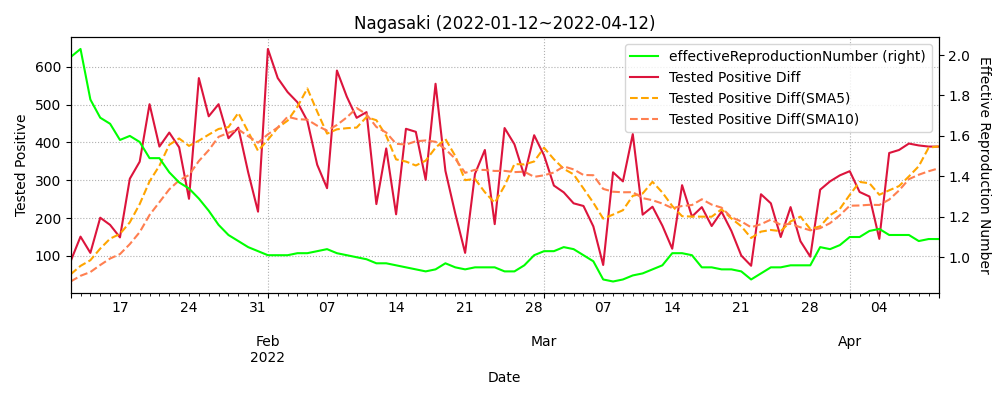 Nagasaki (2022-01-12~2022-04-12)
effectiveReproductionNumber (right)
Tested Positive Diff
Tested Positive Diff(SMA5)
Tested Positive Diff(SMA10)
Tested Positive
600
500
400
300
200
100
2.0
1.8
1.6
1.4
1.2
1.0
Effective Reproduction Number
17 24 31 07 14 21 28 07 14 21 28 04
Feb Mar Apr
2022
Date